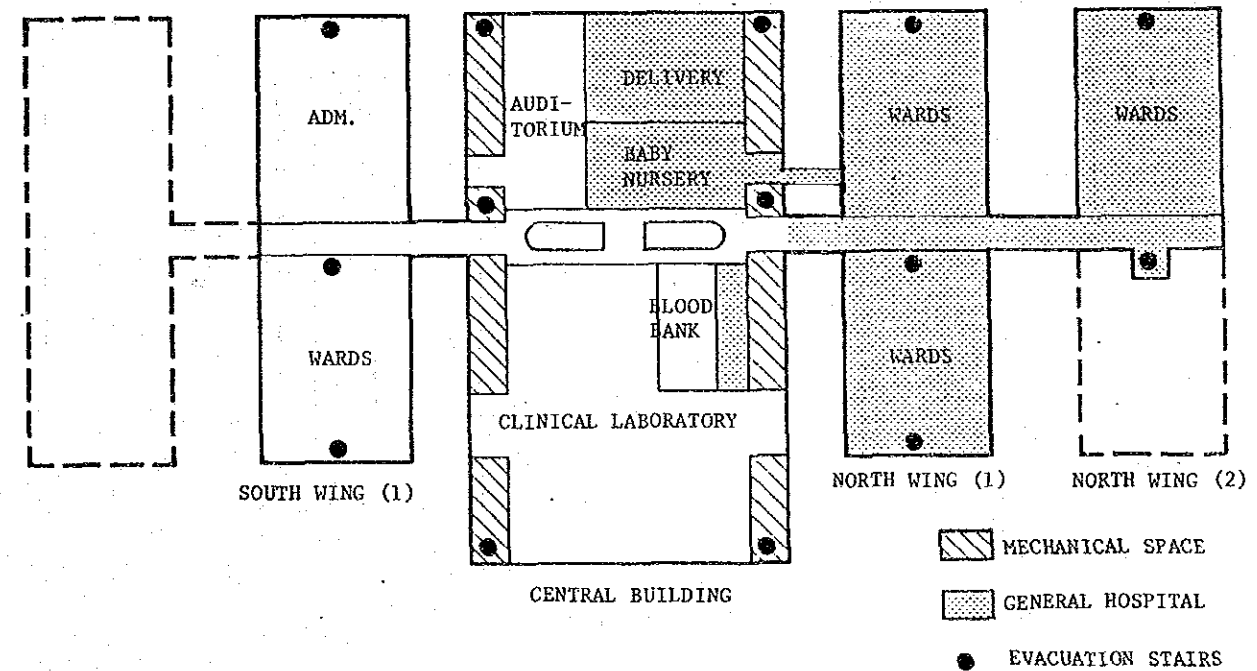 ADM.
AUDI-
TORIUM
DELIVERY
BABY
NURSERY
WARDS
WARDS
WARDS
BLOOD
BANK
WARDS
CLINICAL LABORATORY
SOUTH WING (1)
CENTRAL BUILDING
NORTH WING (1)
NORTH WING (2)
MECHANICAL SPACE
GENERAL HOSPITAL
EVACUATION STAIRS